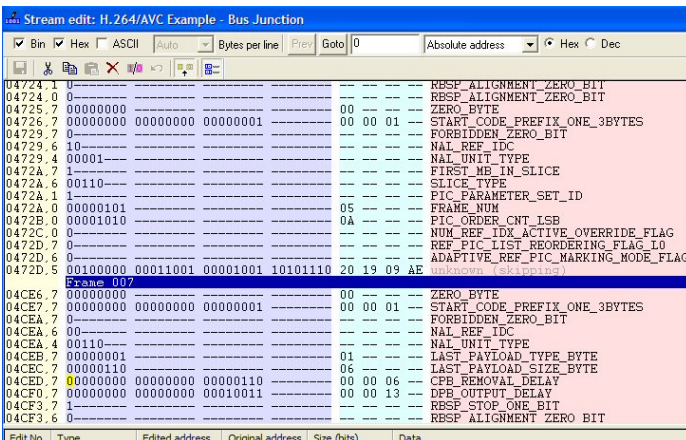 Stream edit: H.264/AVC Example - Bus Junction
Bin Hex ASCII Auto Bytes per line Prev Goto 0 Absolute address Hex Dec
04724,1 0------- -------- -------- -------- -- -- -- -- RBSP_ALIGNMENT_ZERO_BIT
04724,0 0------- -------- -------- -------- -- -- -- -- RBSP_ALIGNMENT_ZERO_BIT
04725,7 00000000 -------- -------- -------- 00 -- -- -- ZERO_BYTE
04726,7 00000000 00000000 00000001 -------- 00 00 01 -- START_CODE_PREFIX_ONE_3BYTES
04729,7 0------- -------- -------- -------- -- -- -- -- FORBIDDEN_ZERO_BIT
04729,6 10------ -------- -------- -------- -- -- -- -- NAL_REF_IDC
04729,4 00001--- -------- -------- -------- -- -- -- -- NAL_UNIT_TYPE
0472A,7 1------- -------- -------- -------- -- -- -- -- FIRST_MB_IN_SLICE
0472A,6 00110--- -------- -------- -------- -- -- -- -- SLICE_TYPE
0472A,1 1------- -------- -------- -------- -- -- -- -- PIC_PARAMETER_SET_ID
0472A,0 00000101 -------- -------- -------- 05 -- -- -- FRAME_NUM
0472B,0 00001010 -------- -------- -------- 0A -- -- -- PIC_ORDER_CNT_LSB
0472C,0 0------- -------- -------- -------- -- -- -- -- NUM_REF_IDX_ACTIVE_OVERRIDE_FLAG
0472D,7 0------- -------- -------- -------- -- -- -- -- REF_PIC_LIST_REORDERING_FLAG_L0
0472D,6 0------- -------- -------- -------- -- -- -- -- ADAPTIVE_REF_PIC_MARKING_MODE_FLAG
0472D,5 00100000 00011001 00001001 10101110 20 19 09 AE unknown (skipping)
Frame 007
04CE6,7 00000000 -------- -------- -------- 00 -- -- -- ZERO_BYTE
04CE7,7 00000000 00000000 00000001 -------- 00 00 01 -- START_CODE_PREFIX_ONE_3BYTES
04CEA,7 0------- -------- -------- -------- -- -- -- -- FORBIDDEN_ZERO_BIT
04CEA,6 00------ -------- -------- -------- -- -- -- -- NAL_REF_IDC
04CEA,4 00110--- -------- -------- -------- -- -- -- -- NAL_UNIT_TYPE
04CEB,7 00000001 -------- -------- -------- 01 -- -- -- LAST_PAYLOAD_TYPE_BYTE
04CEC,7 00000110 -------- -------- -------- 06 -- -- -- LAST_PAYLOAD_SIZE_BYTE
04CED,7 00000000 00000000 00000110 -------- 00 00 06 -- CPB_REMOVAL_DELAY
04CF0,7 00000000 00000000 00010011 -------- 00 00 13 -- DPB_OUTPUT_DELAY
04CF3,7 1------- -------- -------- -------- -- -- -- -- RBSP_STOP_ONE_BIT
04CF3,6 0------- -------- -------- -------- -- -- -- -- RBSP_ALIGNMENT_ZERO_BIT
Edit No Type Edited address Original address Size (bits) Data